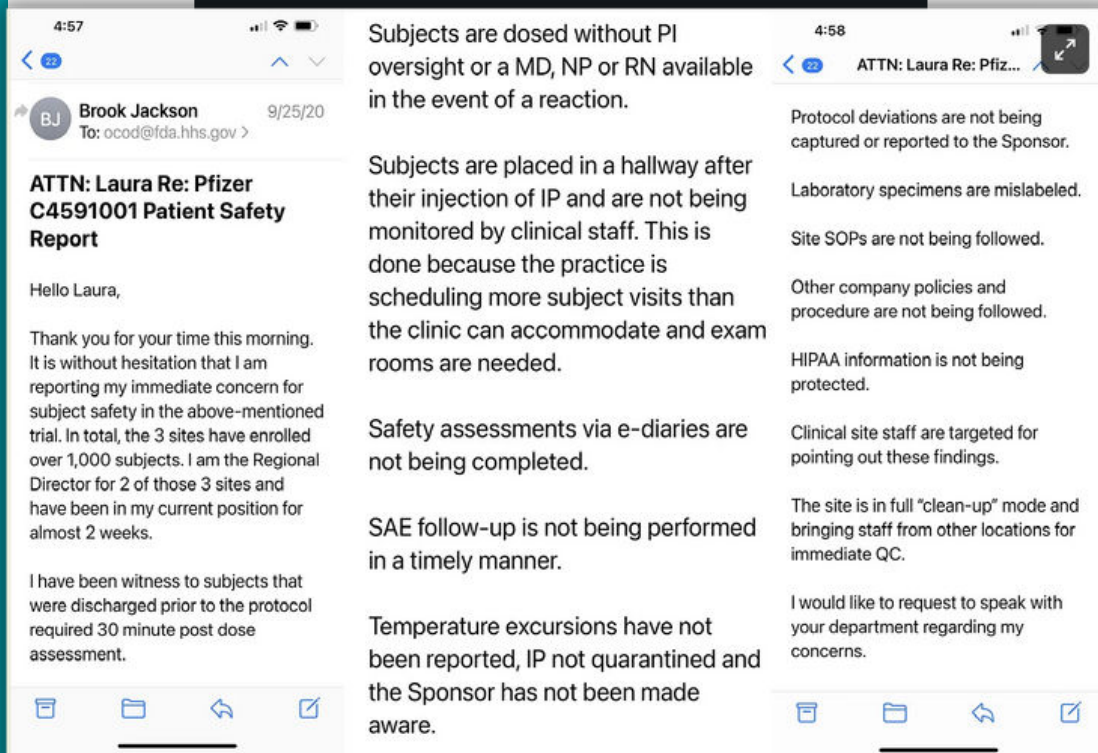 4:57
22
BJ
Brook Jackson
9/25/20
To: ocod@fda.hhs.gov >
ATTN: Laura Re: Pfizer
C4591001 Patient Safety
Report
Hello Laura,
Thank you for your time this morning.
It is without hesitation that I am
reporting my immediate concern for
subject safety in the above-mentioned
trial. In total, the 3 sites have enrolled
over 1,000 subjects. I am the Regional
Director for 2 of those 3 sites and
have been in my current position for
almost 2 weeks.
I have been witness to subjects that
were discharged prior to the protocol
required 30 minute post dose
assessment.
Subjects are dosed without PI
oversight or a MD, NP or RN available
in the event of a reaction.
Subjects are placed in a hallway after
their injection of IP and are not being
monitored by clinical staff. This is
done because the practice is
scheduling more subject visits than
the clinic can accommodate and exam
rooms are needed.
Safety assessments via e-diaries are
not being completed.
SAE follow-up is not being performed
in a timely manner.
Temperature excursions have not
been reported, IP not quarantined and
the Sponsor has not been made
aware.
4:58
22
ATTN: Laura Re: Pfiz...
Protocol deviations are not being
captured or reported to the Sponsor.
Laboratory specimens are mislabeled.
Site SOPs are not being followed.
Other company policies and
procedure are not being followed.
HIPAA information is not being
protected.
Clinical site staff are targeted for
pointing out these findings.
The site is in full “clean-up” mode and
bringing staff from other locations for
immediate QC.
I would like to request to speak with
your department regarding my
concerns.